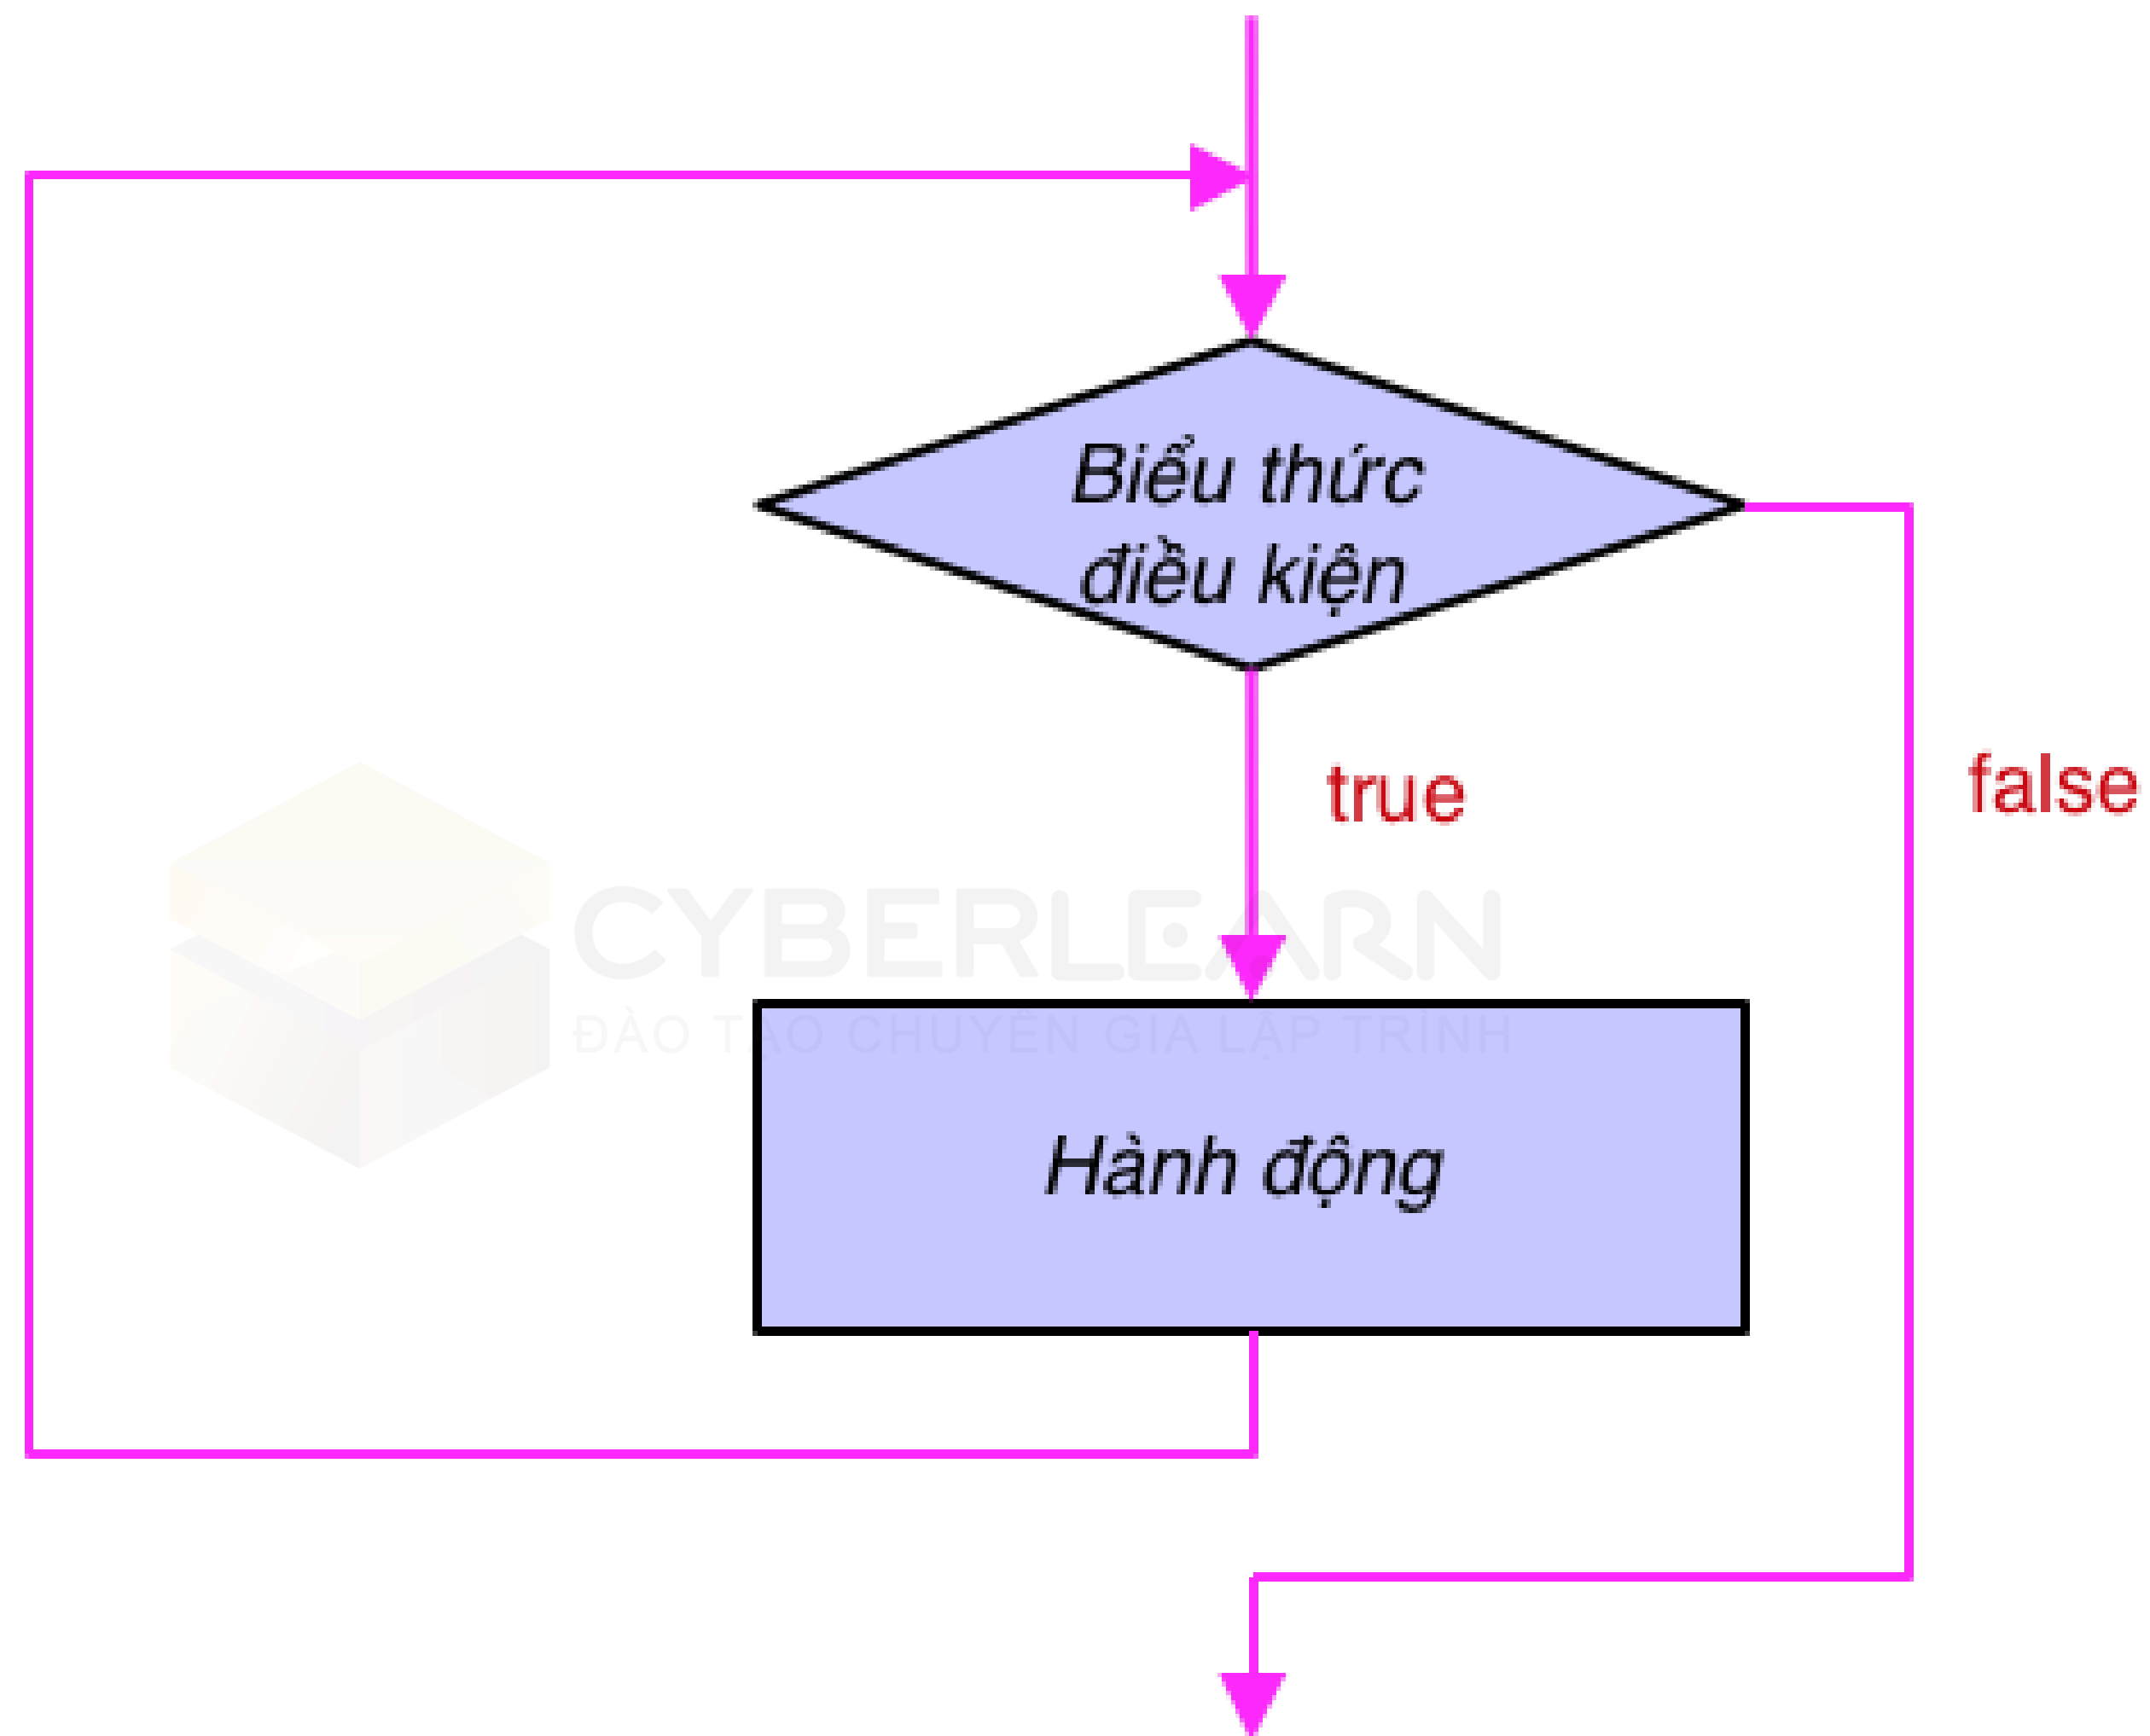 Biểu thức
điều kiện
true
false
CYBERLEARN
ĐÀO TẠO CHUYÊN GIA LẬP TRÌNH
Hành động